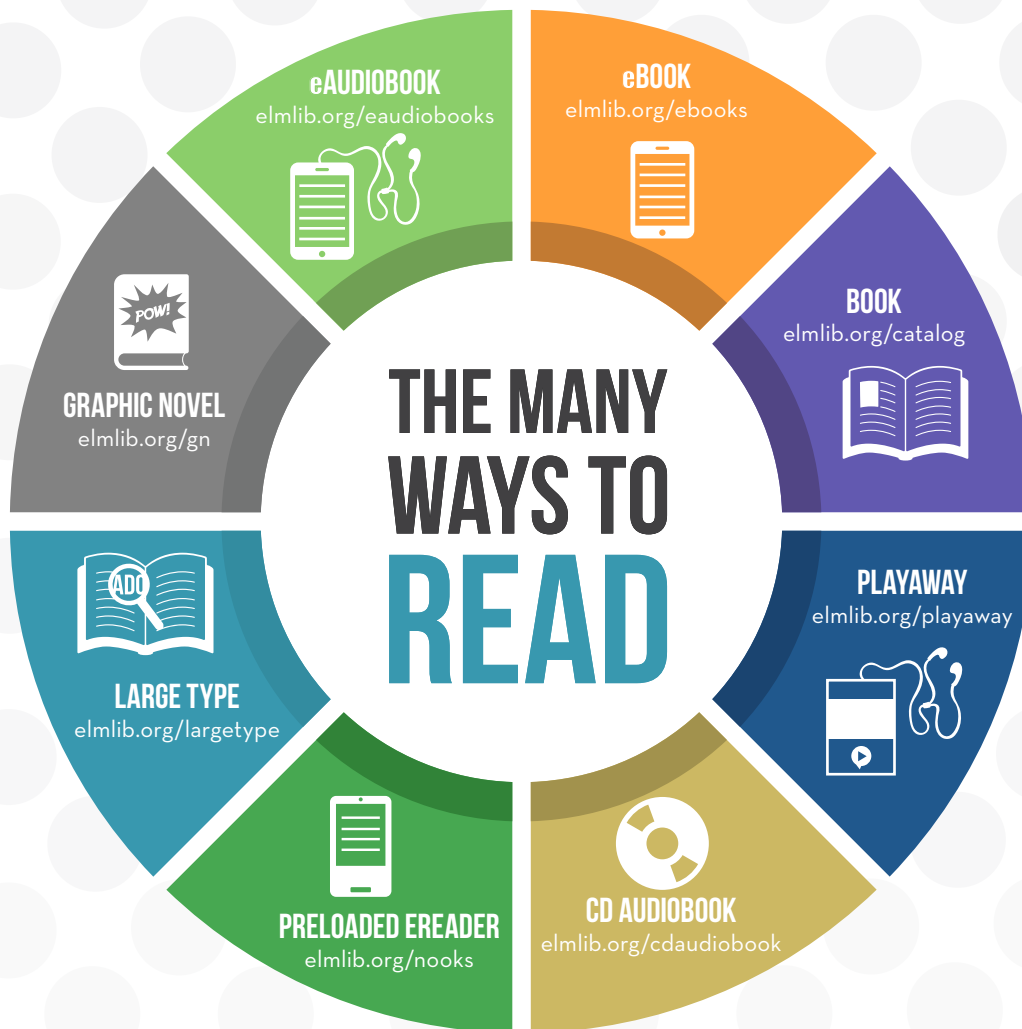 THE MANY
WAYS TO
READ
eAUDIOBOOK
elmlib.org/eaudiobooks
eBOOK
elmlib.org/ebooks
BOOK
elmlib.org/catalog
PLAYAWAY
elmlib.org/playaway
CD AUDIOBOOK
elmlib.org/cdaudiobook
PRELOADED EREADER
elmlib.org/nooks
ADO
LARGE TYPE
elmlib.org/largetype
POW!
GRAPHIC NOVEL
elmlib.org/gn